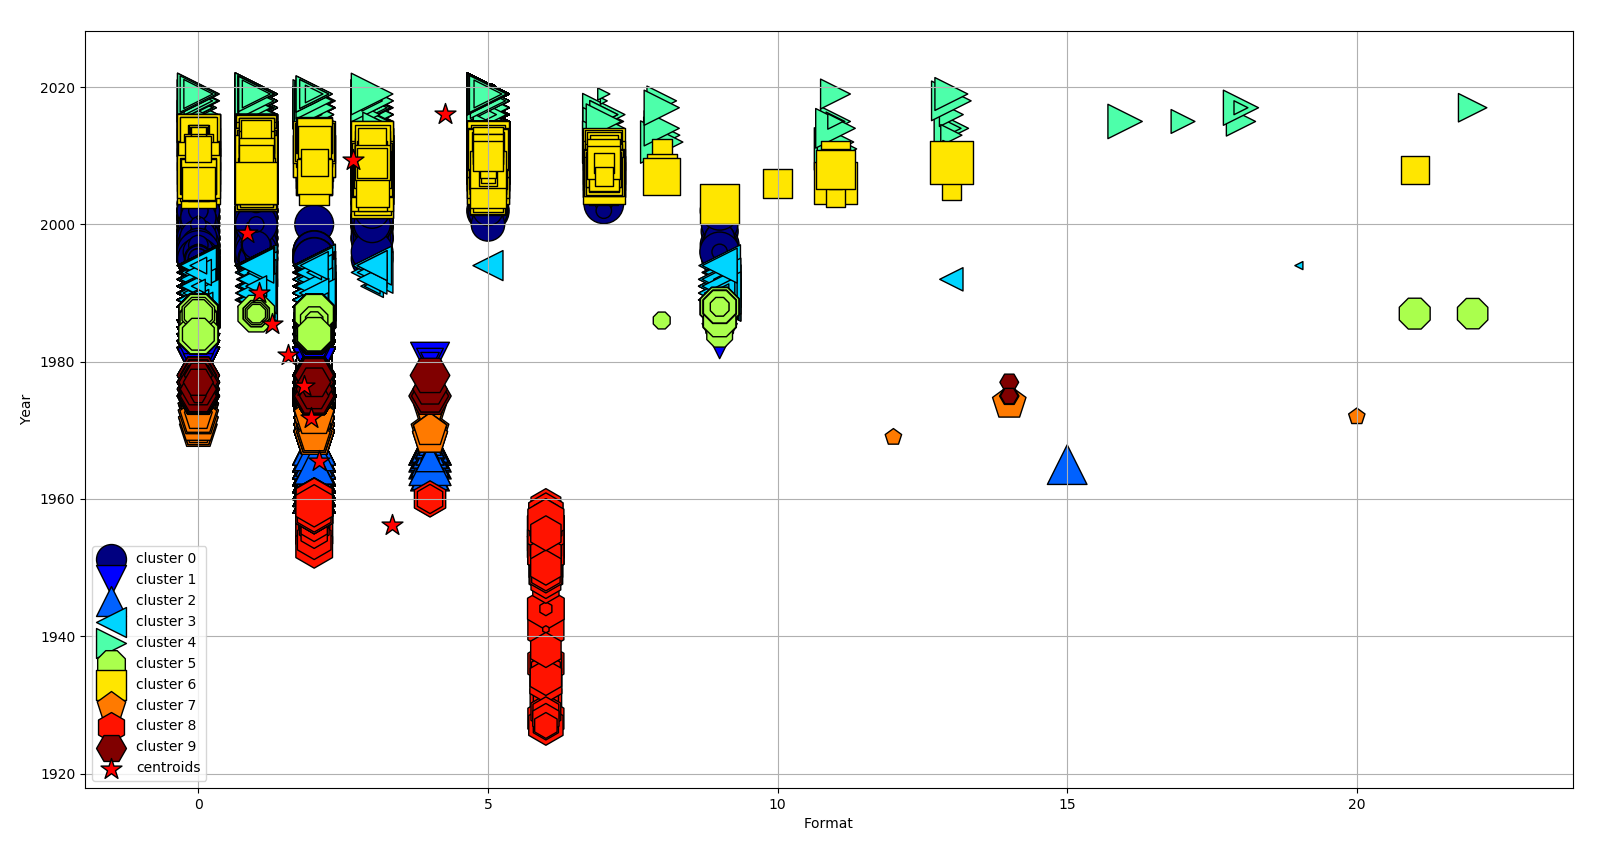 2020
2000
1980
1960
1940
1920
Year
0
5
10
15
20
Format
cluster 0
cluster 1
cluster 2
cluster 3
cluster 4
cluster 5
cluster 6
cluster 7
cluster 8
cluster 9
centroids